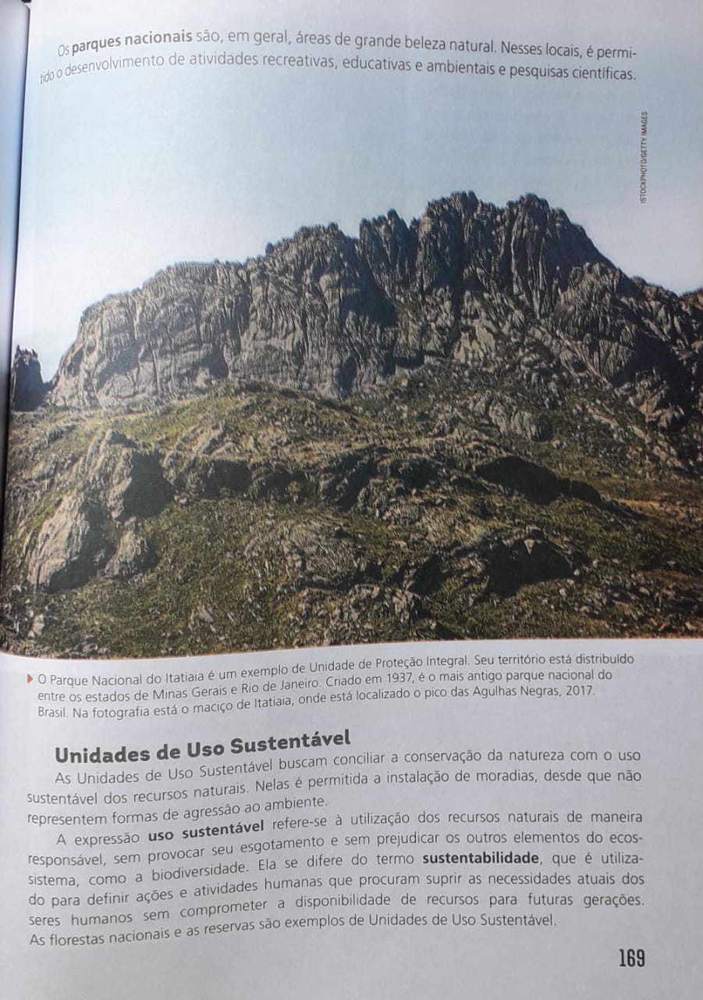 Os parques nacionais são, em geral, áreas de grande beleza natural. Nesses locais, é permi-
tido o desenvolvimento de atividades recreativas, educativas e ambientais e pesquisas científicas.
ISTOCKPHOTO/GETTY IMAGES
O Parque Nacional do Itatiaia é um exemplo de Unidade de Proteção Integral. Seu território está distribuído
entre os estados de Minas Gerais e Rio de Janeiro. Criado em 1937, é o mais antigo parque nacional do
Brasil. Na fotografia está o maciço de Itatiaia, onde está localizado o pico das Agulhas Negras, 2017.
Unidades de Uso Sustentável
As Unidades de Uso Sustentável buscam conciliar a conservação da natureza com o uso
sustentável dos recursos naturais. Nelas é permitida a instalação de moradias, desde que não
representem formas de agressão ao ambiente.
A expressão uso sustentável refere-se à utilização dos recursos naturais de maneira
responsável, sem provocar seu esgotamento e sem prejudicar os outros elementos do ecos-
sistema, como a biodiversidade. Ela se difere do termo sustentabilidade, que é utiliza-
do para definir ações e atividades humanas que procuram suprir as necessidades atuais dos
seres humanos sem comprometer a disponibilidade de recursos para futuras gerações.
As florestas nacionais e as reservas são exemplos de Unidades de Uso Sustentável.
169